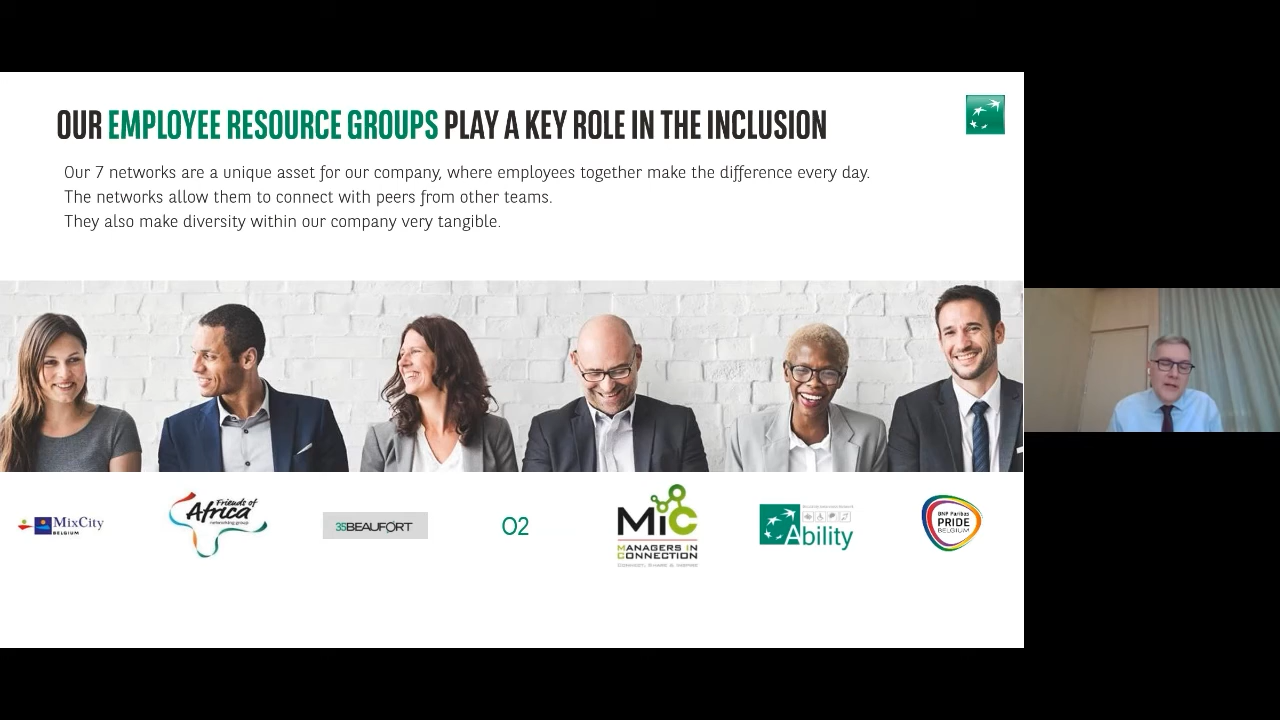 OUR EMPLOYEE RESOURCE GROUPS PLAY A KEY ROLE IN THE INCLUSION
Our 7 networks are a unique asset for our company, where employees together make the difference every day.
The networks allow them to connect with peers from other teams.
They also make diversity within our company very tangible.
MixCity
BELGIUM
Friends of
Africa
networking group
35BEAUFORT
O2
MiC
MANAGERS IN
CONNECTION
CONNECT, SHARE & INSPIRE
Ability
BNP Paribas
PRIDE
BELGIUM